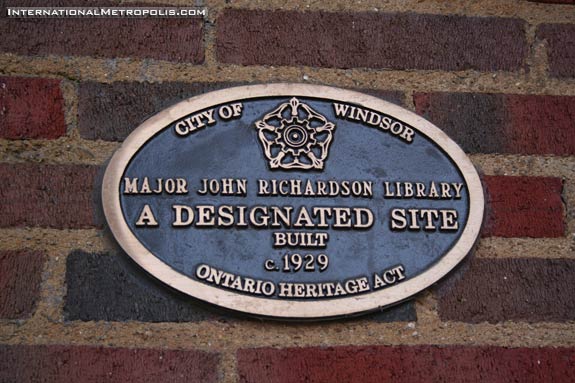 InternationalMetropolis.com
City of Windsor
Major John Richardson Library
A Designated Site
Built
c. 1929
Ontario Heritage Act